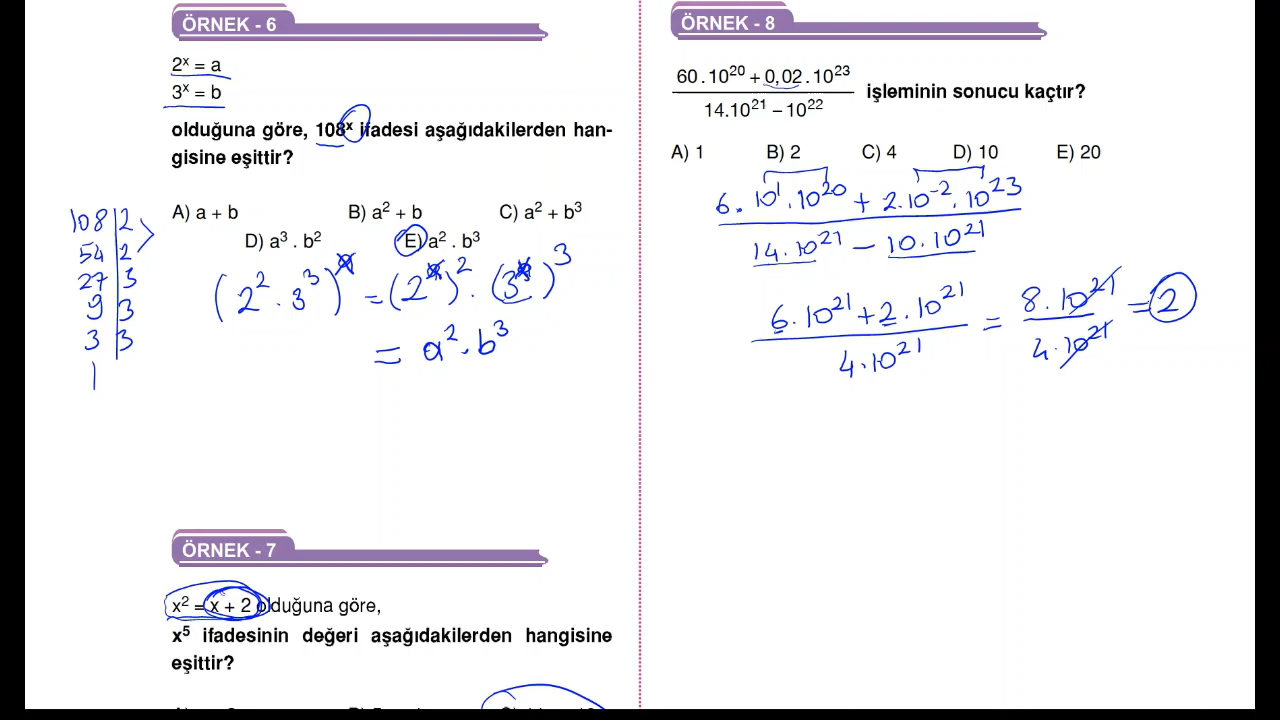 ÖRNEK - 6
2ˣ = a
3ˣ = b
olduğuna göre, 108ˣ ifadesi aşağıdakilerden han-
gisine eşittir?
A) a + b B) a² + b C) a² + b³
D) a³ . b² E) a² . b³
108 | 2
54 | 2
27 | 3
9 | 3
3 | 3
1
(2² . 3³)ˣ = (2ˣ)² . (3ˣ)³
= a² . b³
ÖRNEK - 7
x² = x + 2 olduğuna göre,
x⁵ ifadesinin değeri aşağıdakilerden hangisine
eşittir?
ÖRNEK - 8
60 . 10²⁰ + 0,02 . 10²³
14.10²¹ – 10²²
işleminin sonucu kaçtır?
A) 1 B) 2 C) 4 D) 10 E) 20
6 . 10¹ . 10²⁰ + 2.10⁻² . 10²³
14.10²¹ – 10.10²¹
6.10²¹ + 2.10²¹ = 8.10²¹ = 2
4.10²¹ 4.10²¹